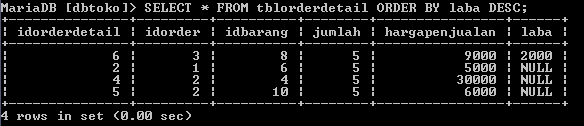 MariaDB [dbtoko]> SELECT * FROM tblorderdetail ORDER BY laba DESC;
| idorderdetail | idorder | idbarang | jumlah | hargapenjualan | laba |
| 6 | 3 | 8 | 5 | 9000 | 2000 |
| 2 | 1 | 6 | 5 | 5000 | NULL |
| 4 | 2 | 4 | 5 | 30000 | NULL |
| 5 | 2 | 10 | 5 | 6000 | NULL |
4 rows in set (0.00 sec)